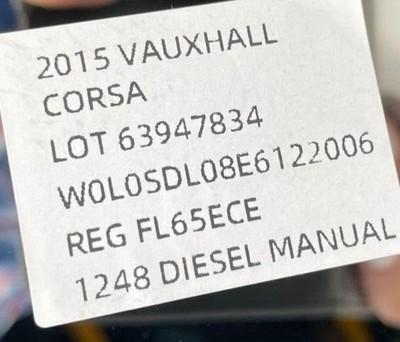 2015 VAUXHALL
CORSA
LOT 63947834
W0L0SDL08E6122006
REG FL65ECE
1248 DIESEL MANUAL